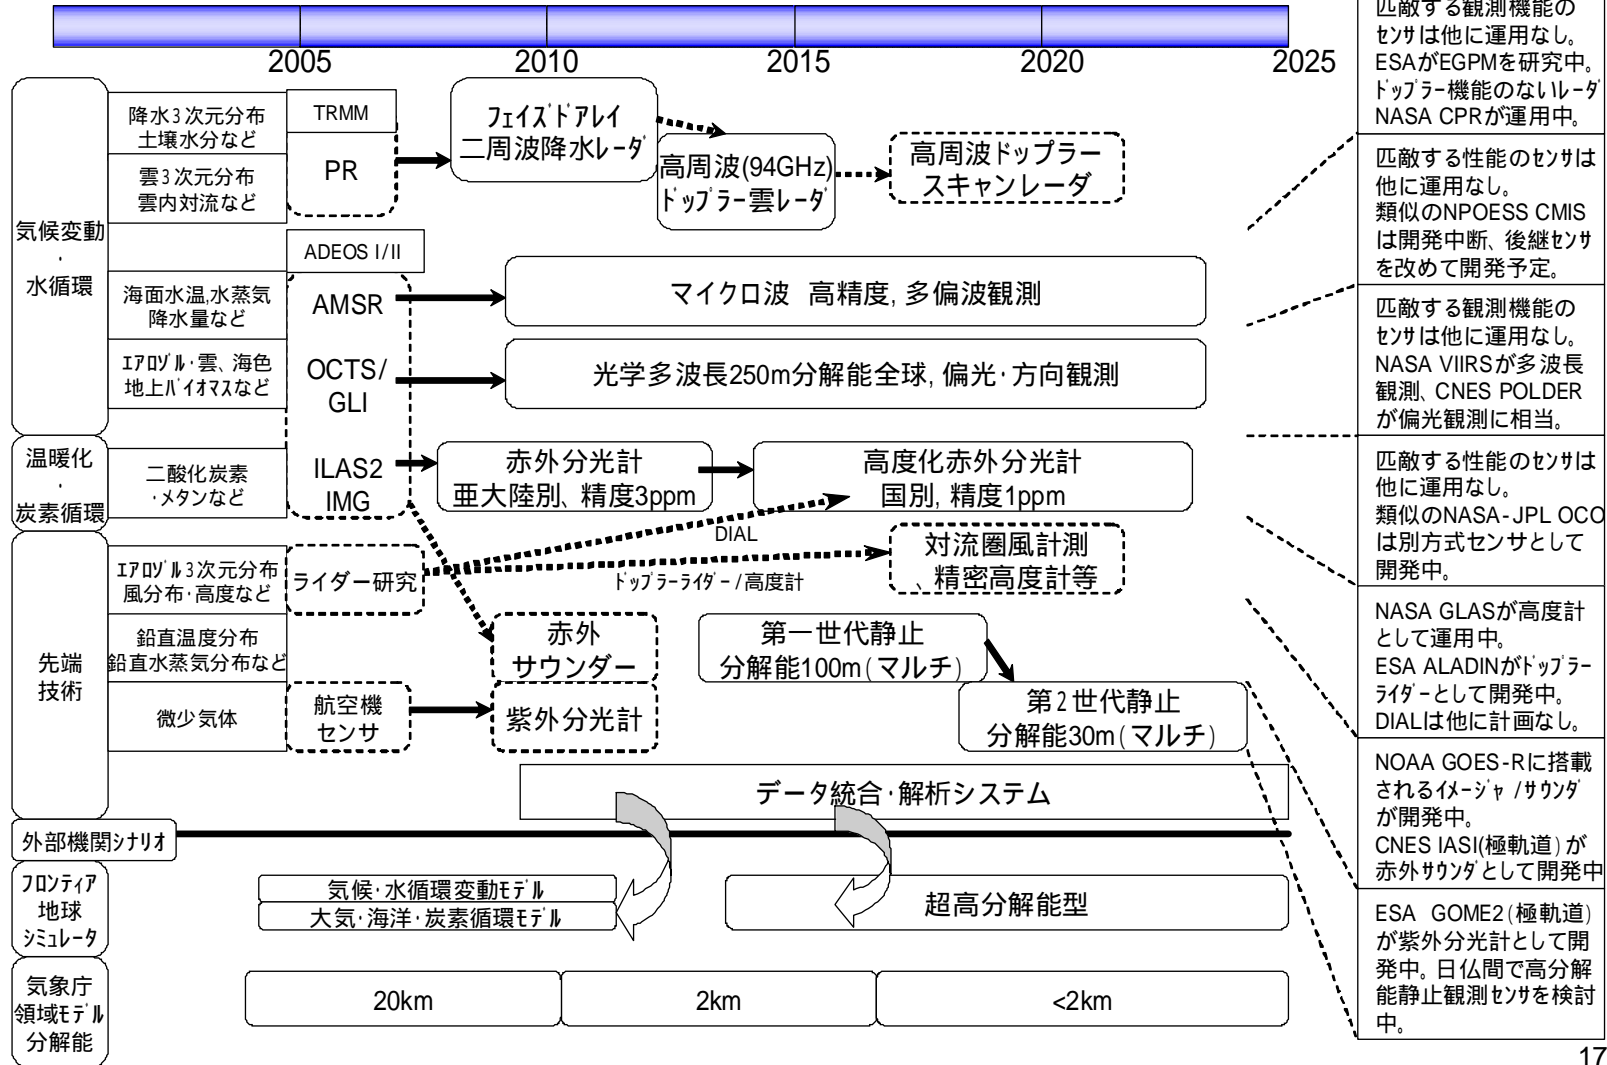 2005
2010
2015
2020
2025
気候変動
・
水循環
降水3次元分布
土壌水分など
雲3次元分布
雲内対流など
TRMM
PR
フェイズドアレイ
二周波降水レーダ
高周波(94GHz)
ドップラー雲レーダ
高周波ドップラー
スキャンレーダ
ADEOS I/II
海面水温,水蒸気
降水量など
AMSR
マイクロ波 高精度,多偏波観測
エアロゾル・雲、海色
地上バイオマスなど
OCTS/
GLI
光学多波長250m分解能全球,偏光・方向観測
温暖化
・
炭素循環
二酸化炭素
・メタンなど
ILAS2
IMG
赤外分光計
亜大陸別、精度3ppm
高度化赤外分光計
国別,精度1ppm
DIAL
先端
技術
エアロゾル3次元分布
風分布・高度など
ライダー研究
ドップラーライダー/高度計
対流圏風計測
、精密高度計等
鉛直温度分布
鉛直水蒸気分布など
赤外
サウンダー
第一世代静止
分解能100m(マルチ)
微少気体
航空機
センサ
紫外分光計
第2世代静止
分解能30m(マルチ)
データ統合・解析システム
外部機関シナリオ
フロンティア
地球
シミュレータ
気候・水循環変動モデル
大気・海洋・炭素循環モデル
超高分解能型
気象庁
領域モデル
分解能
20km
2km
<2km
匹敵する観測機能の
センサは他に運用なし。
ESAがEGPMを研究中。
ドップラー機能のないレーダ
NASA CPRが運用中。
匹敵する性能のセンサは
他に運用なし。
類似のNPOESS CMIS
は開発中断、後継センサ
を改めて開発予定。
匹敵する観測機能の
センサは他に運用なし。
NASA VIIRSが多波長
観測、CNES POLDER
が偏光観測に相当。
匹敵する性能のセンサは
他に運用なし。
類似のNASA-JPL OCO
は別方式センサとして
開発中。
NASA GLASが高度計
として運用中。
ESA ALADINがドップラー
ライダーとして開発中。
DIALは他に計画なし。
NOAA GOES-Rに搭載
されるイメージャ/サウンダ
が開発中。
CNES IASI(極軌道)が
赤外サウンダとして開発中
ESA GOME2(極軌道)
が紫外分光計として開
発中。日仏間で高分解
能静止観測センサを検討
中。
17